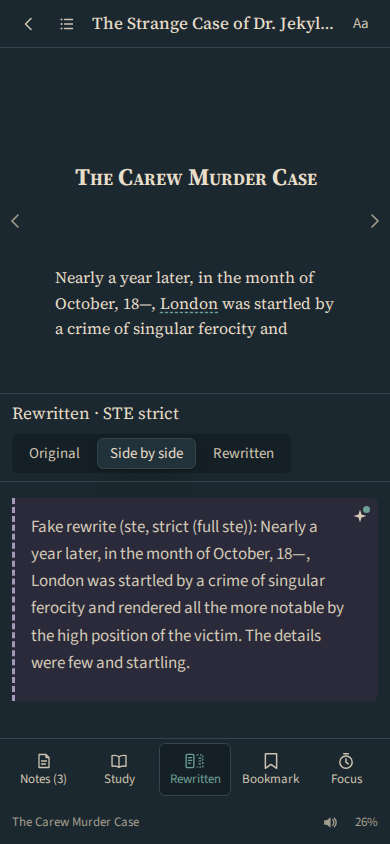 The Strange Case of Dr. Jekyl...
Aa
The Carew Murder Case
Nearly a year later, in the month of
October, 18—, London was startled by
a crime of singular ferocity and
Rewritten · STE strict
Original
Side by side
Rewritten
Fake rewrite (ste, strict (full ste)): Nearly a
year later, in the month of October, 18—,
London was startled by a crime of singular
ferocity and rendered all the more notable by
the high position of the victim. The details
were few and startling.
Notes (3)
Study
Rewritten
Bookmark
Focus
The Carew Murder Case
26%